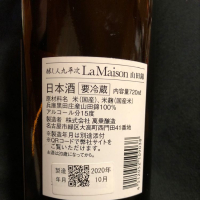 醸し人九平次 La Maison 山田錦
日本酒 要冷蔵 内容量720ml
原材料名 米(国産)、米麹(国産米)
兵庫県田庄産山田錦100%
アルコール分15度
製造者 株式会社 萬乗醸造
名古屋市緑区大高町西門田41番地
製造 2020年
年月 10月